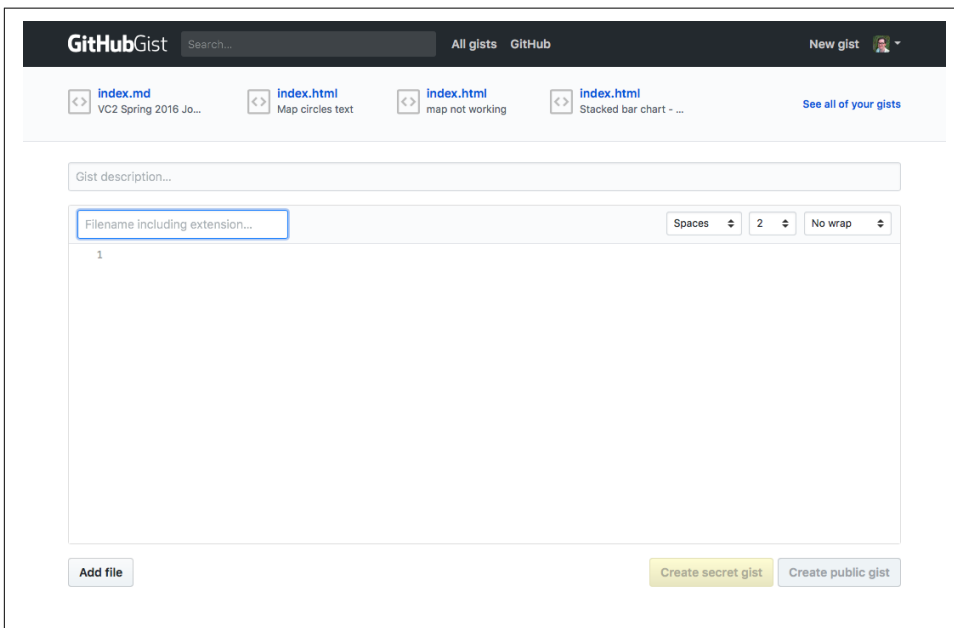 GitHubGist Search... All gists GitHub New gist
index.md index.html index.html index.html
VC2 Spring 2016 Jo... Map circles text map not working Stacked bar chart - ...
See all of your gists
Gist description...
Filename including extension... Spaces 2 No wrap
1
Add file Create secret gist Create public gist